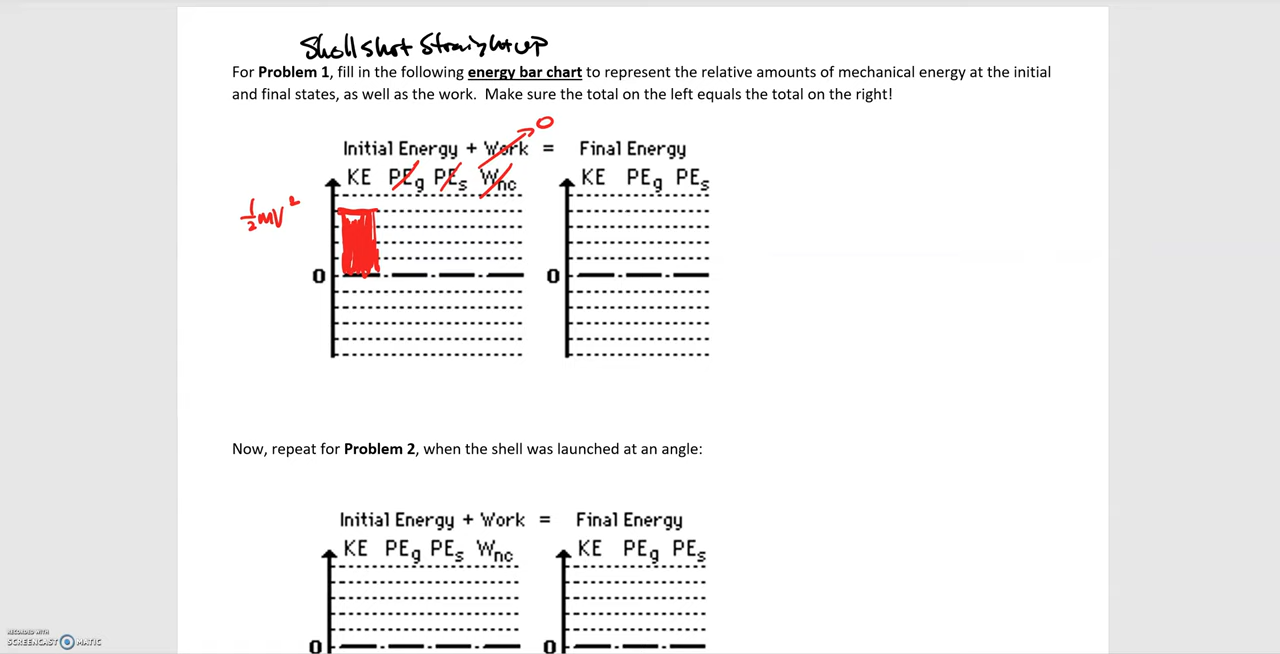 Shell shot straight up
For Problem 1, fill in the following energy bar chart to represent the relative amounts of mechanical energy at the initial
and final states, as well as the work. Make sure the total on the left equals the total on the right!
0
Initial Energy + Work = Final Energy
KE PEg PEs Wnc KE PEg PEs
½mv²
0 0
Now, repeat for Problem 2, when the shell was launched at an angle:
Initial Energy + Work = Final Energy
KE PEg PEs Wnc KE PEg PEs
0 0
RECORDED WITH
SCREENCAST MATIC